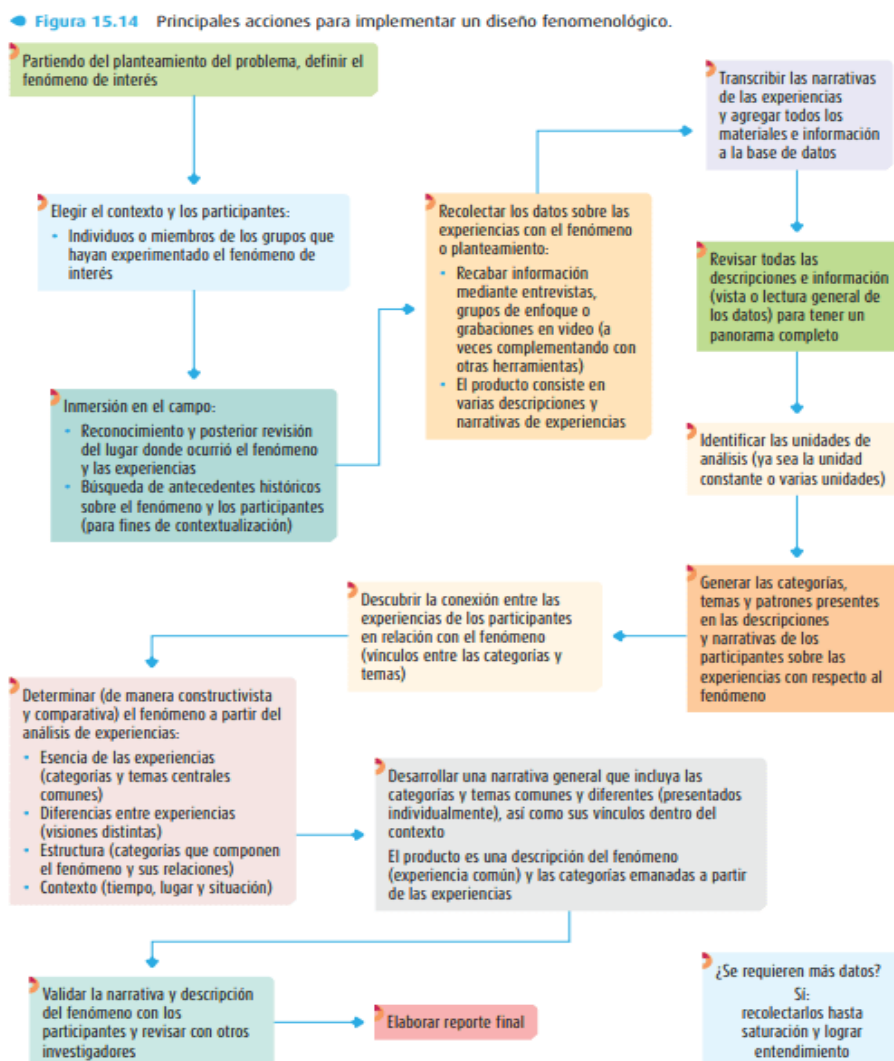 Figura 15.14 Principales acciones para implementar un diseño fenomenológico.
Partiendo del planteamiento del problema, definir el
fenómeno de interés
Elegir el contexto y los participantes:
• Individuos o miembros de los grupos que
hayan experimentado el fenómeno de
interés
Inmersión en el campo:
• Reconocimiento y posterior revisión
del lugar donde ocurrió el fenómeno
y las experiencias
• Búsqueda de antecedentes históricos
sobre el fenómeno y los participantes
(para fines de contextualización)
Recolectar los datos sobre las
experiencias con el fenómeno
o planteamiento:
• Recabar información
mediante entrevistas,
grupos de enfoque o
grabaciones en video (a
veces complementando con
otras herramientas)
• El producto consiste en
varias descripciones y
narrativas de experiencias
Transcribir las narrativas
de las experiencias
y agregar todos los
materiales e información
a la base de datos
Revisar todas las
descripciones e información
(vista o lectura general de
los datos) para tener un
panorama completo
Identificar las unidades de
análisis (ya sea la unidad
constante o varias unidades)
Generar las categorías,
temas y patrones presentes
en las descripciones
y narrativas de los
participantes sobre las
experiencias con respecto al
fenómeno
Descubrir la conexión entre las
experiencias de los participantes
en relación con el fenómeno
(vínculos entre las categorías y
temas)
Determinar (de manera constructivista
y comparativa) el fenómeno a partir del
análisis de experiencias:
• Esencia de las experiencias
(categorías y temas centrales
comunes)
• Diferencias entre experiencias
(visiones distintas)
• Estructura (categorías que componen
el fenómeno y sus relaciones)
• Contexto (tiempo, lugar y situación)
Desarrollar una narrativa general que incluya las
categorías y temas comunes y diferentes (presentados
individualmente), así como sus vínculos dentro del
contexto
El producto es una descripción del fenómeno
(experiencia común) y las categorías emanadas a partir
de las experiencias
Validar la narrativa y descripción
del fenómeno con los
participantes y revisar con otros
investigadores
Elaborar reporte final
¿Se requieren más datos?
Sí:
recolectarlos hasta
saturación y lograr
entendimiento